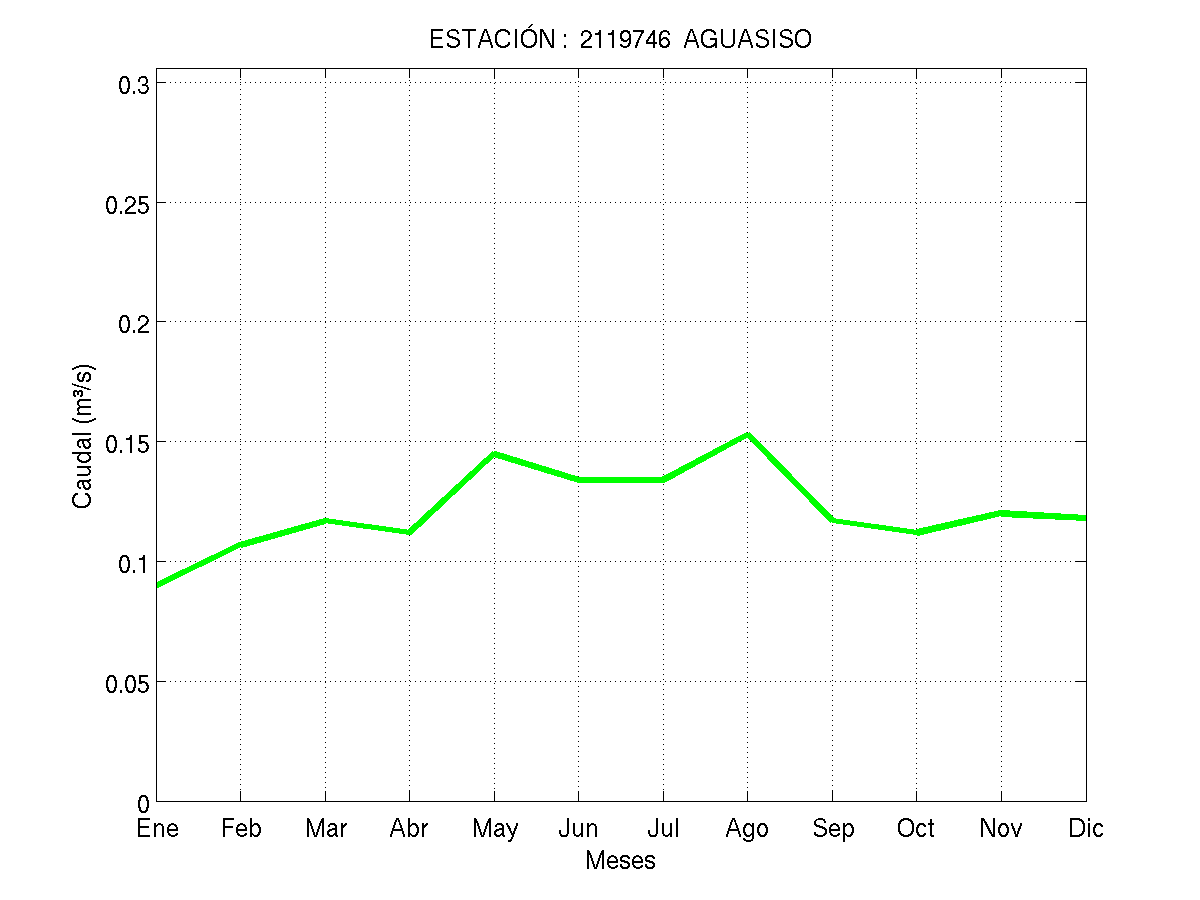 ESTACIÓN : 2119746 AGUASISO
0.3
0.25
0.2
0.15
0.1
0.05
0
Caudal (m³/s)
Ene Feb Mar Abr May Jun Jul Ago Sep Oct Nov Dic
Meses